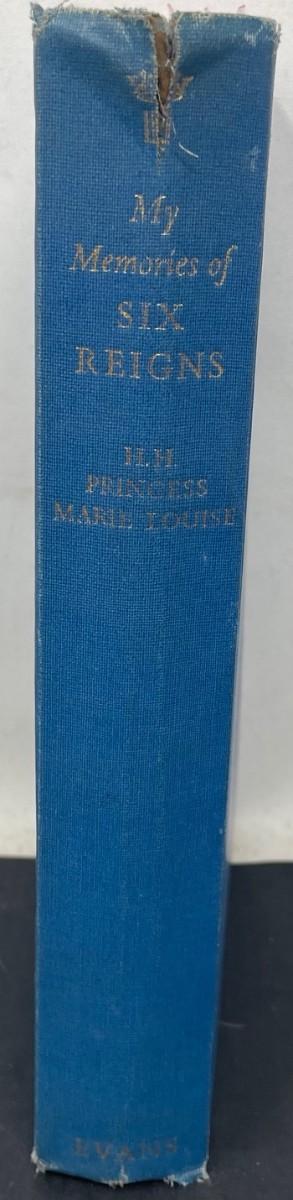 My
Memories of
SIX
REIGNS
H.H.
PRINCESS
MARIE LOUISE
EVANS